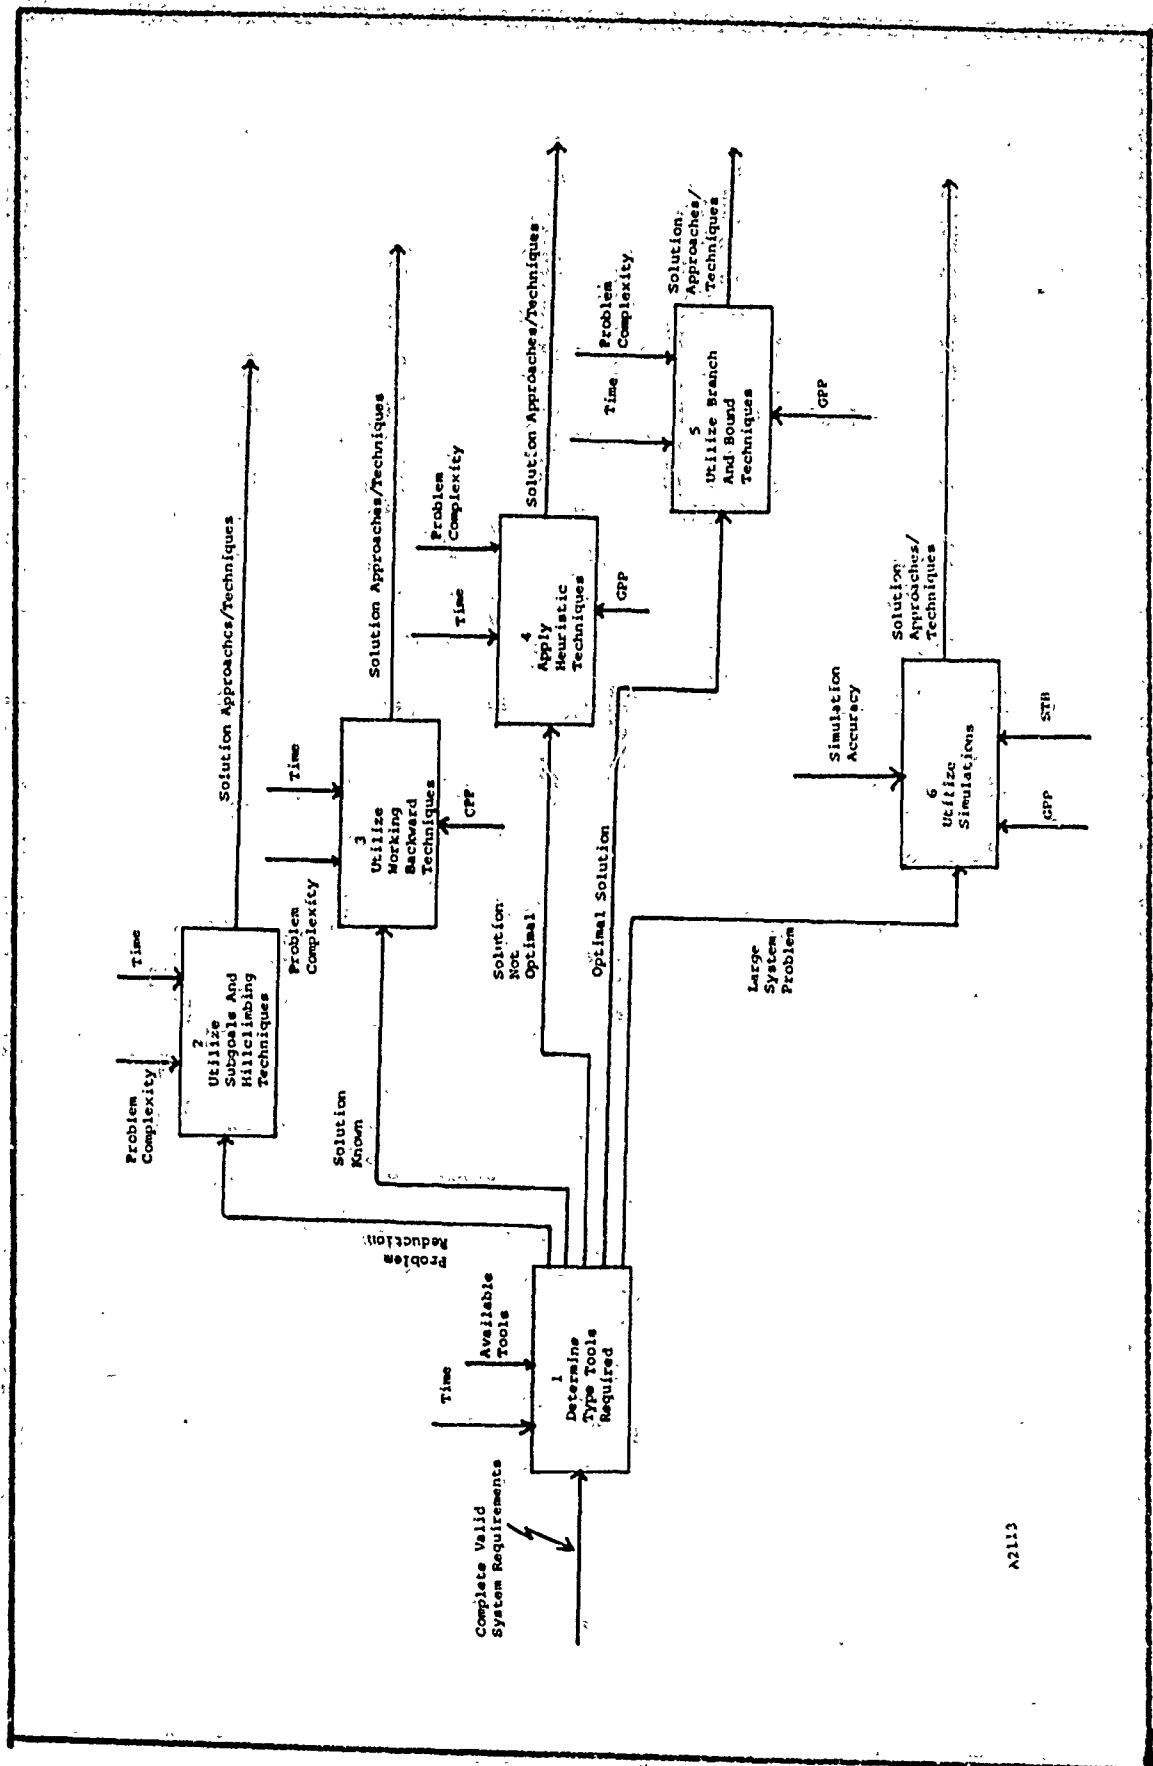 Complete Valid
System Requirements
Time
Available
Tools
1
Determine
Type Tools
Required
Problem
Reduction
Problem
Complexity
Time
2
Utilize
Subgoals And
Hillclimbing
Techniques
Solution Approaches/Techniques
Solution
Known
Problem
Complexity
Time
3
Utilize
Working
Backward
Techniques
GPP
Solution Approaches/Techniques
Solution
Not
Optimal
Time
Problem
Complexity
4
Apply
Heuristic
Techniques
GPP
Solution Approaches/Techniques
Optimal Solution
Time
Problem
Complexity
5
Utilize Branch
And Bound
Techniques
GPP
Solution
Approaches/
Techniques
Large
System
Problem
Simulation
Accuracy
6
Utilize
Simulations
GPP
STB
Solution
Approaches/
Techniques
A2113